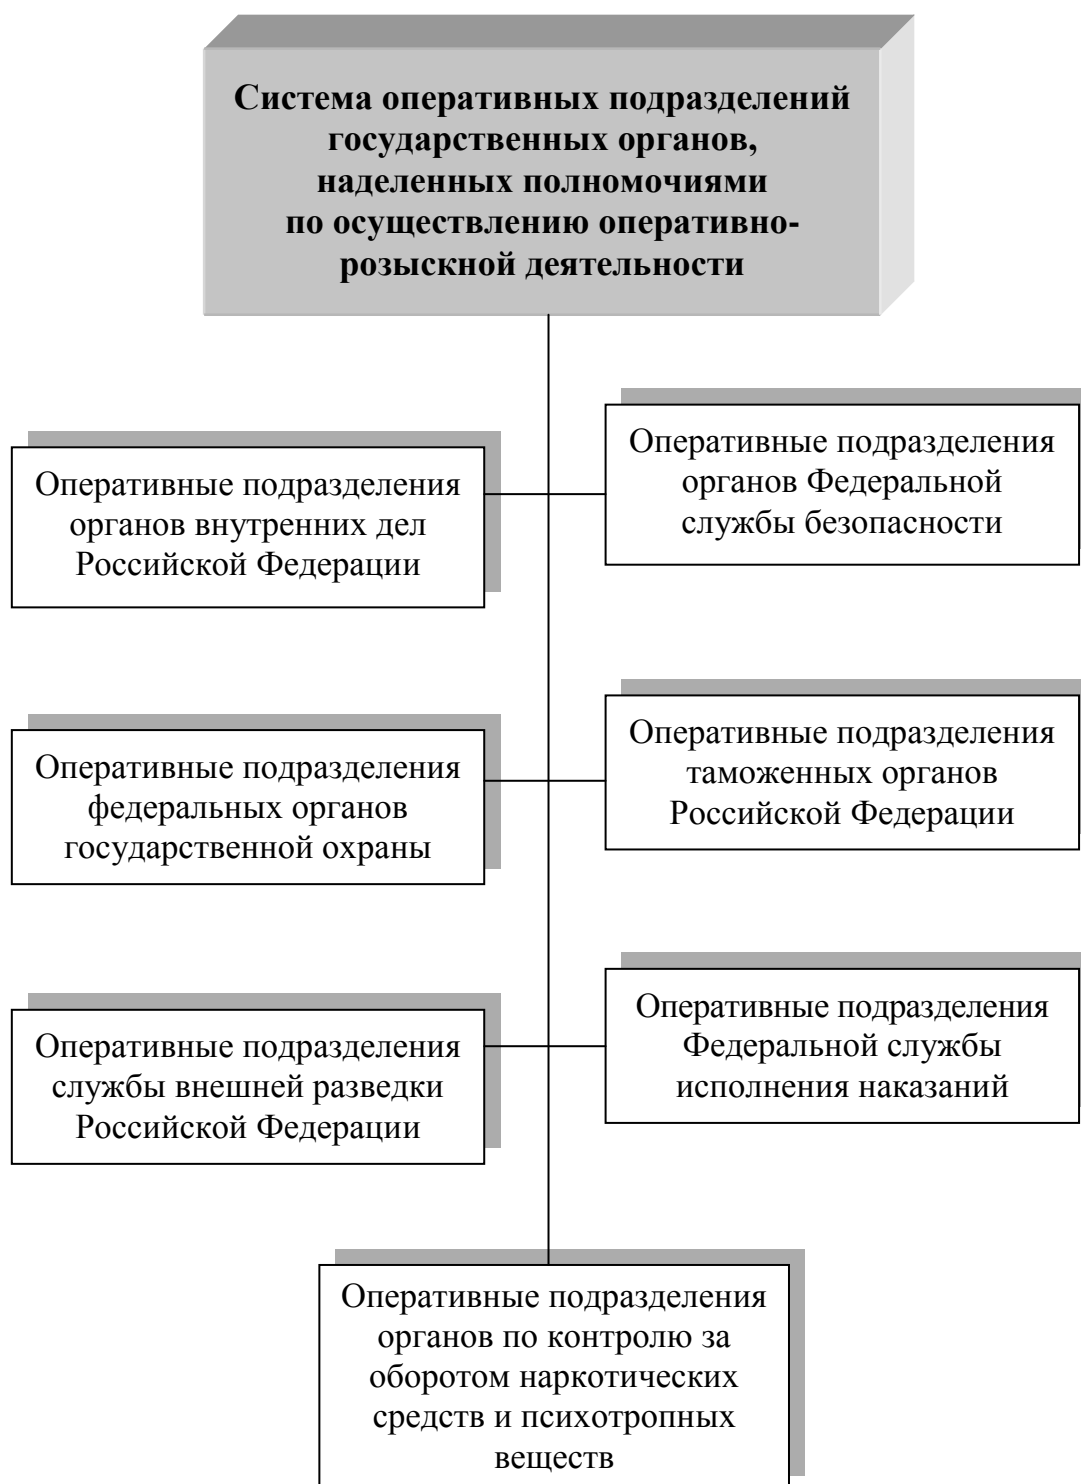 Система оперативных подразделений
государственных органов,
наделенных полномочиями
по осуществлению оперативно-
розыскной деятельности
Оперативные подразделения
органов внутренних дел
Российской Федерации
Оперативные подразделения
органов Федеральной
службы безопасности
Оперативные подразделения
федеральных органов
государственной охраны
Оперативные подразделения
таможенных органов
Российской Федерации
Оперативные подразделения
службы внешней разведки
Российской Федерации
Оперативные подразделения
Федеральной службы
исполнения наказаний
Оперативные подразделения
органов по контролю за
оборотом наркотических
средств и психотропных
веществ